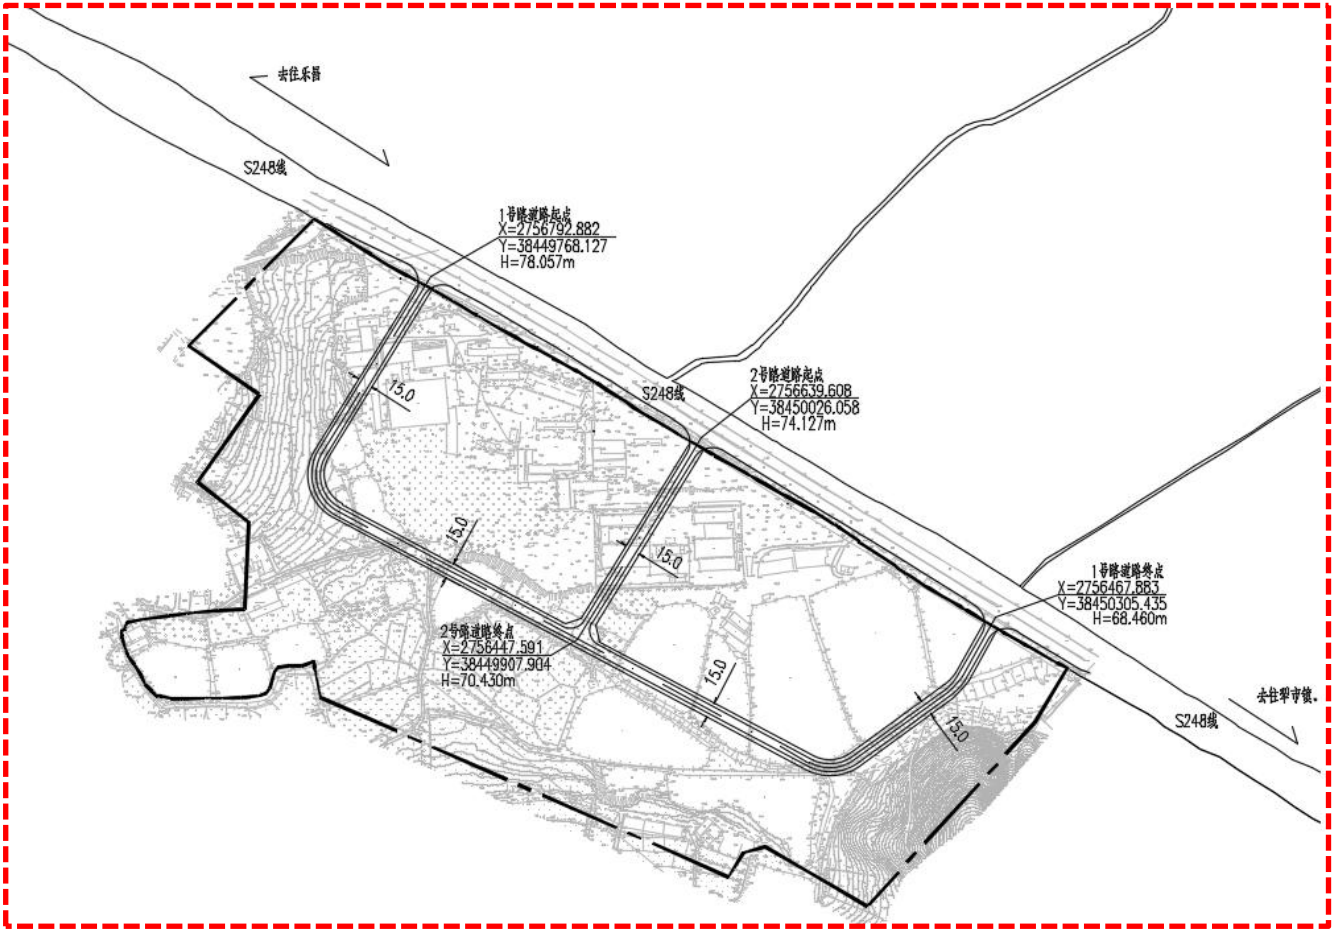 去往乐昌
S248线
1号路道路起点
X=2756792.882
Y=38449768.127
H=78.057m
15.0
S248线
2号路道路起点
X=2756639.608
Y=38450026.058
H=74.127m
15.0
15.0
1号路道路终点
X=2756467.883
Y=38450305.435
H=68.460m
2号路道路终点
X=2756447.591
Y=38449907.904
H=70.430m
15.0
15.0
去往犁市镇.
S248线